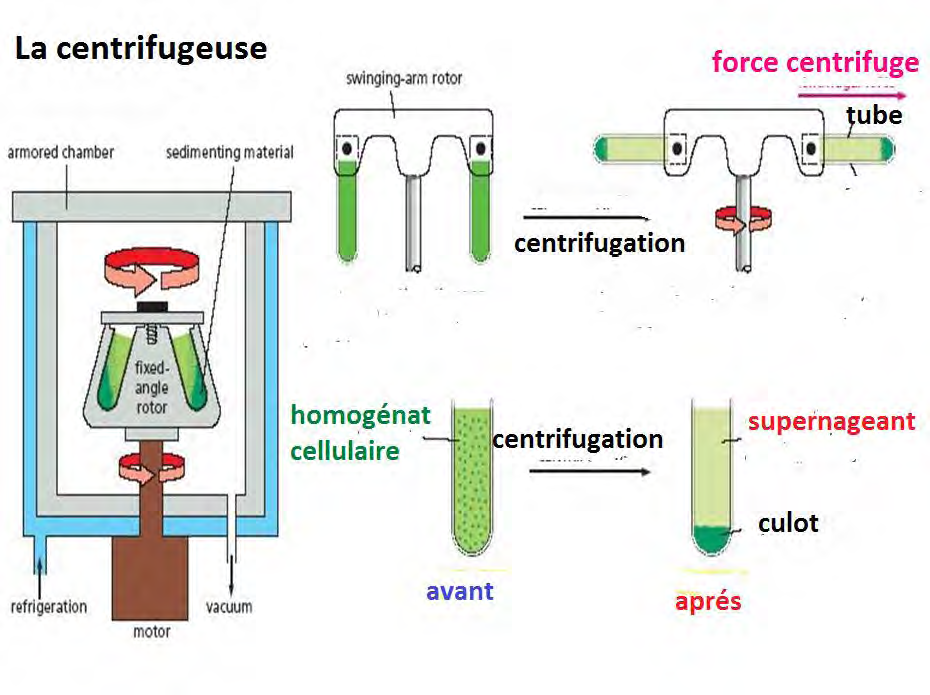 La centrifugeuse
force centrifuge
swinging-arm rotor
tube
armored chamber
sedimenting material
centrifugation
fixed-
angle
rotor
homogénat
cellulaire
centrifugation
supernageant
culot
avant
aprés
refrigeration
vacuum
motor